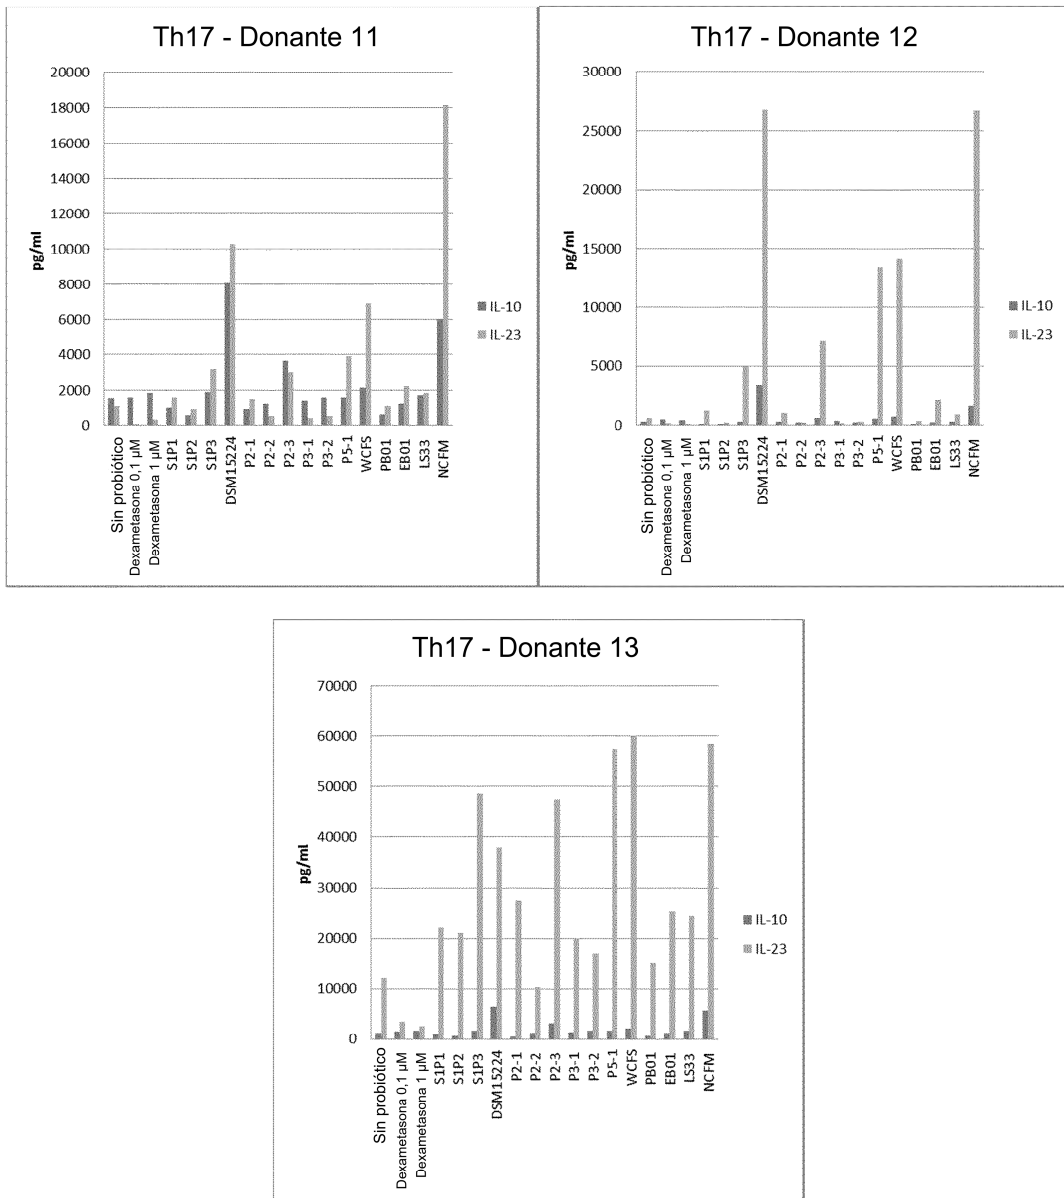 Th17 - Donante 11
20000
18000
16000
14000
12000
10000
8000
6000
4000
2000
0
pg/ml
IL-10
IL-23
Sin probiótico
Dexametasona 0,1 µM
Dexametasona 1 µM
S1P1
S1P2
S1P3
DSM15224
P2-1
P2-2
P2-3
P3-1
P3-2
P5-1
WCFS
PB01
EB01
LS33
NCFM
Th17 - Donante 12
30000
25000
20000
15000
10000
5000
0
pg/ml
IL-10
IL-23
Sin probiótico
Dexametasona 0,1 µM
Dexametasona 1 µM
S1P1
S1P2
S1P3
DSM15224
P2-1
P2-2
P2-3
P3-1
P3-2
P5-1
WCFS
PB01
EB01
LS33
NCFM
Th17 - Donante 13
70000
60000
50000
40000
30000
20000
10000
0
pg/ml
IL-10
IL-23
Sin probiótico
Dexametasona 0,1 µM
Dexametasona 1 µM
S1P1
S1P2
S1P3
DSM15224
P2-1
P2-2
P2-3
P3-1
P3-2
P5-1
WCFS
PB01
EB01
LS33
NCFM